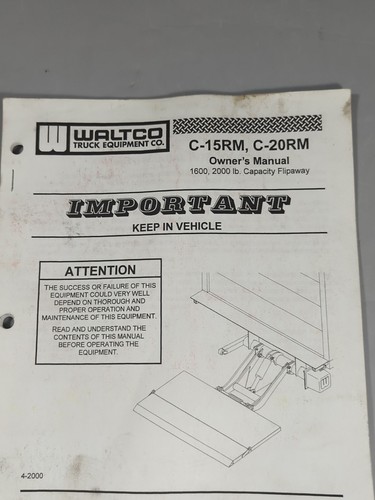 WALTCO
TRUCK EQUIPMENT CO.
C-15RM, C-20RM
Owner's Manual
1600, 2000 lb. Capacity Flipaway
IMPORTANT
KEEP IN VEHICLE
ATTENTION
THE SUCCESS OR FAILURE OF THIS
EQUIPMENT COULD VERY WELL
DEPEND ON THOROUGH AND
PROPER OPERATION AND
MAINTENANCE OF THIS EQUIPMENT.
READ AND UNDERSTAND THE
CONTENTS OF THIS MANUAL
BEFORE OPERATING THE
EQUIPMENT.
4-2000